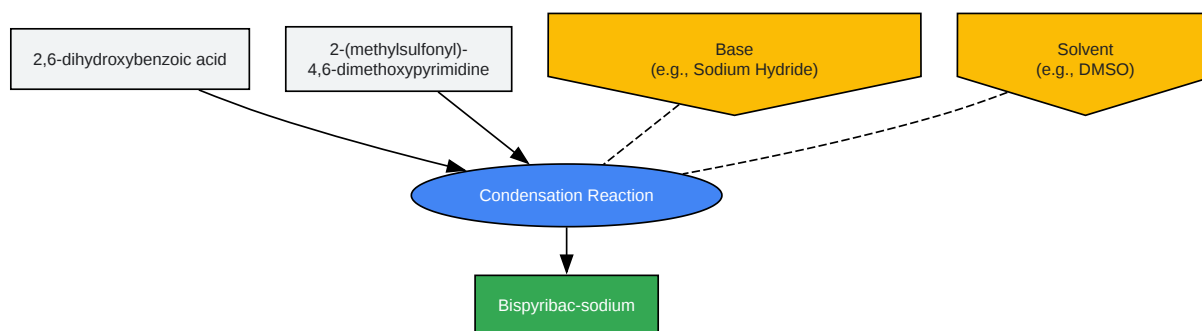 2,6-dihydroxybenzoic acid
2-(methylsulfonyl)-
4,6-dimethoxypyrimidine
Base
(e.g., Sodium Hydride)
Solvent
(e.g., DMSO)
Condensation Reaction
Bispyribac-sodium